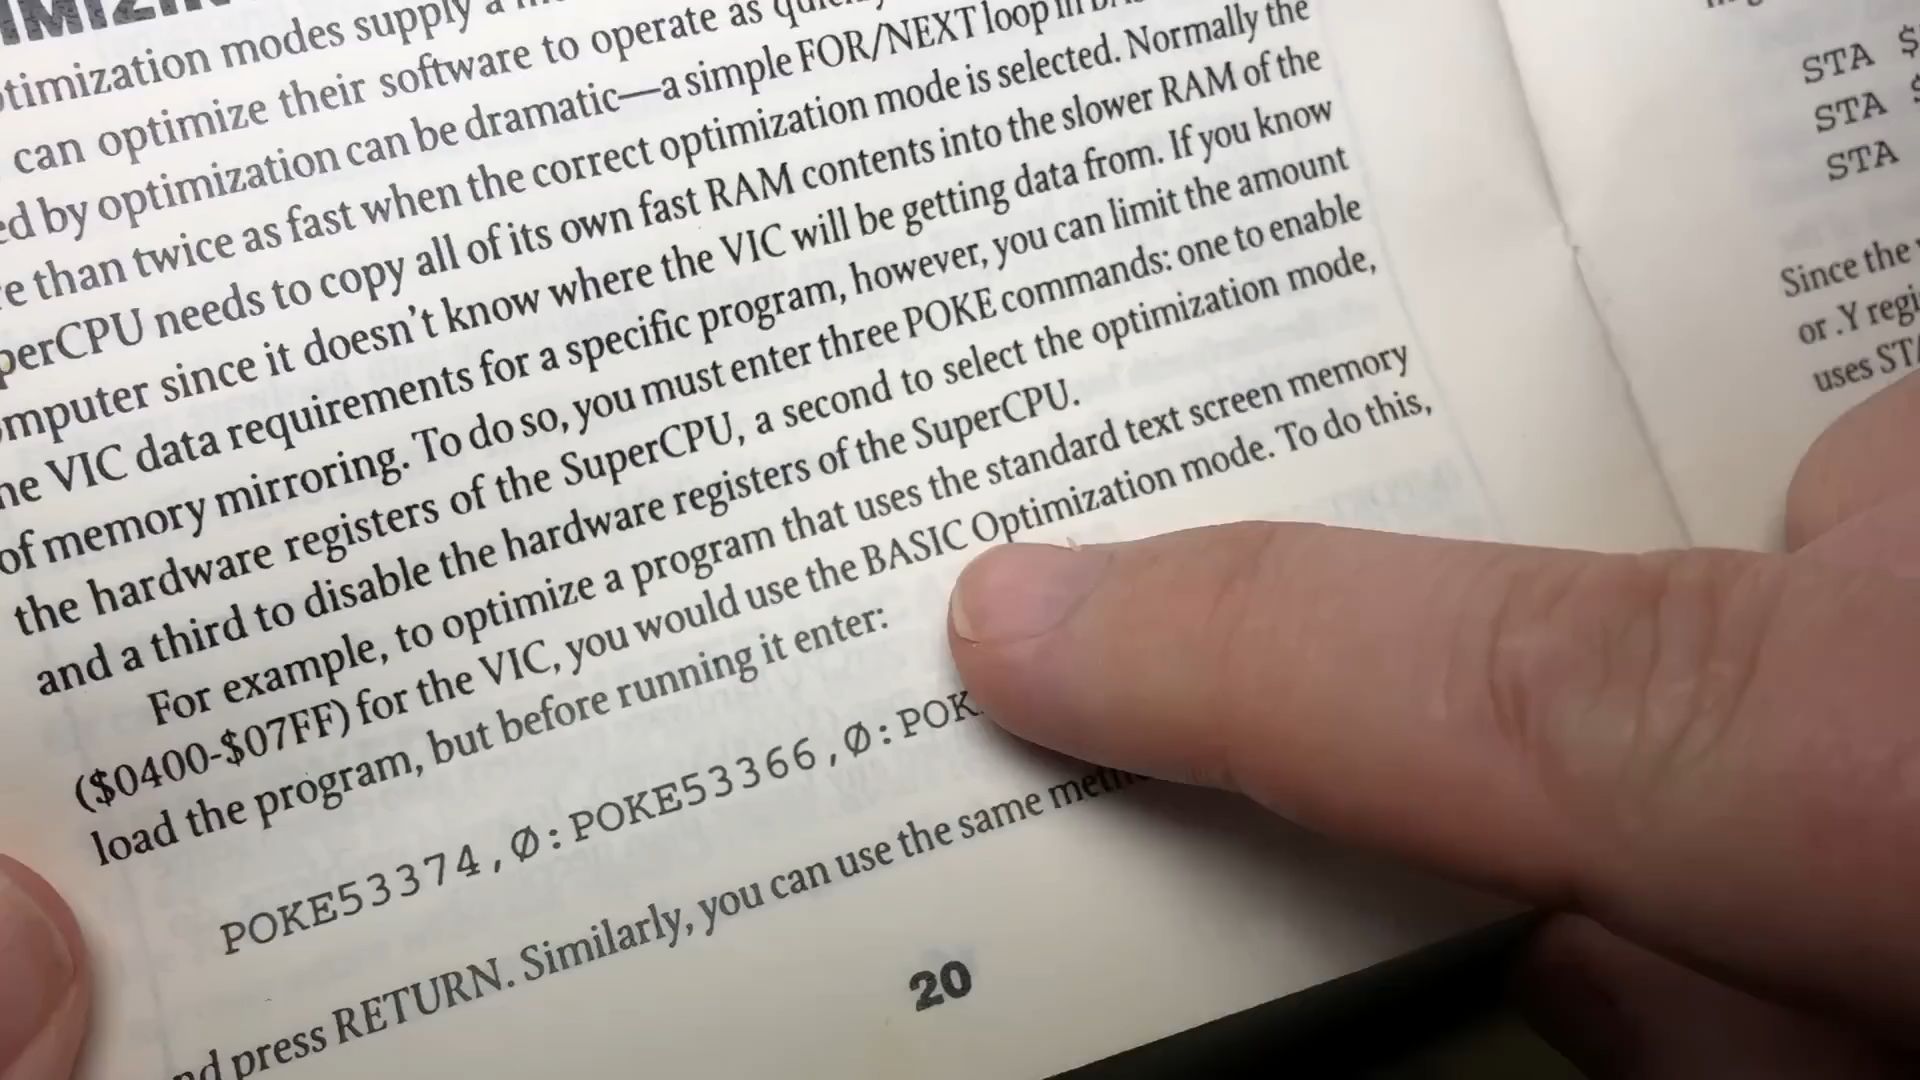 timization modes supply a
can optimize their software to operate as
ed by optimization can be dramatic—a simple FOR/NEXT loop in
e than twice as fast when the correct optimization mode is selected. Normally the
perCPU needs to copy all of its own fast RAM contents into the slower RAM of the
mputer since it doesn't know where the VIC will be getting data from. If you know
he VIC data requirements for a specific program, however, you can limit the amount
of memory mirroring. To do so, you must enter three POKE commands: one to enable
the hardware registers of the SuperCPU, a second to select the optimization mode,
and a third to disable the hardware registers of the SuperCPU.
For example, to optimize a program that uses the standard text screen memory
($0400-$07FF) for the VIC, you would use the BASIC Optimization mode. To do this,
load the program, but before running it enter:
POKE53374,Ø:POKE53366,Ø:POK
nd press RETURN. Similarly, you can use the same
20
STA $
STA $
STA
Since the
or .Y regi
uses STA